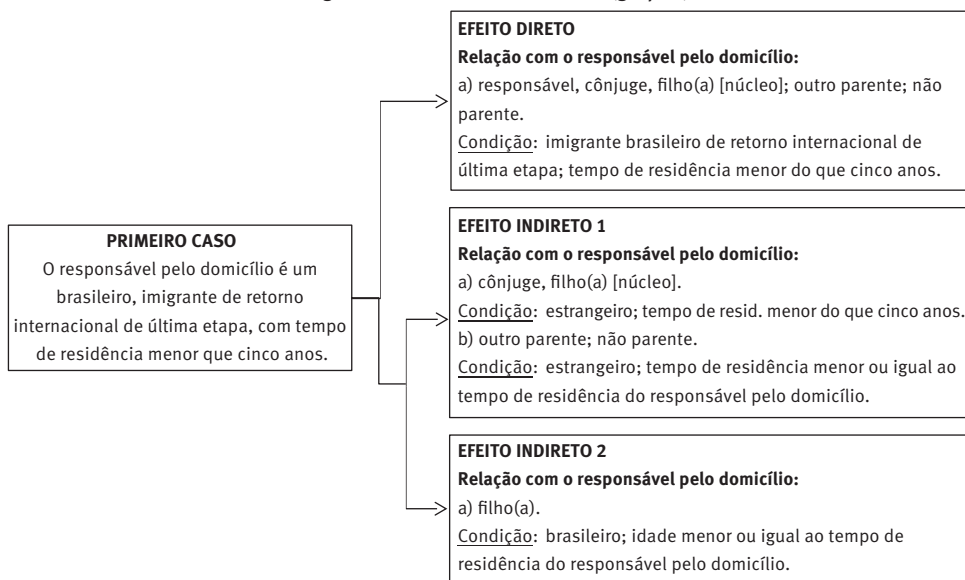 EFEITO DIRETO
Relação com o responsável pelo domicílio:
a) responsável, cônjuge, filho(a) [núcleo]; outro parente; não
parente.
Condição: imigrante brasileiro de retorno internacional de
última etapa; tempo de residência menor do que cinco anos.
PRIMEIRO CASO
O responsável pelo domicílio é um
brasileiro, imigrante de retorno
internacional de última etapa, com tempo
de residência menor que cinco anos.
EFEITO INDIRETO 1
Relação com o responsável pelo domicílio:
a) cônjuge, filho(a) [núcleo].
Condição: estrangeiro; tempo de resid. menor do que cinco anos.
b) outro parente; não parente.
Condição: estrangeiro; tempo de residência menor ou igual ao
tempo de residência do responsável pelo domicílio.
EFEITO INDIRETO 2
Relação com o responsável pelo domicílio:
a) filho(a).
Condição: brasileiro; idade menor ou igual ao tempo de
residência do responsável pelo domicílio.